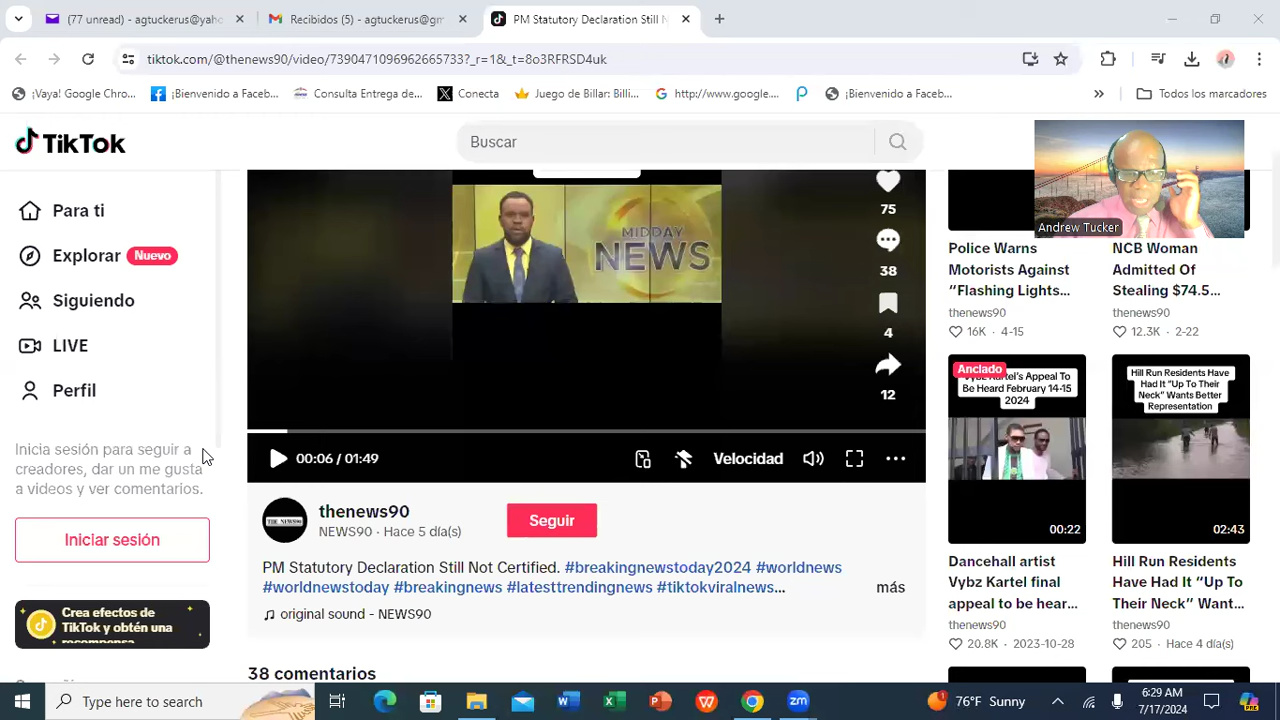 (77 unread) - agtuckerus@yaho
Recibidos (5) - agtuckerus@gm
PM Statutory Declaration Still N
tiktok.com/@thenews90/video/7390471096962665733?_r=1&_t=8o3RFRSD4uk
¡Vaya! Google Chro...
¡Bienvenido a Faceb...
Consulta Entrega de...
Conecta
Juego de Billar: Billi...
http://www.google....
¡Bienvenido a Faceb...
»
Todos los marcadores
TikTok
Buscar
Andrew Tucker
Para ti
Explorar Nuevo
Siguiendo
LIVE
Perfil
Inicia sesión para seguir a
creadores, dar un me gusta
a videos y ver comentarios.
Iniciar sesión
Crea efectos de
TikTok y obtén una
MIDDAY
NEWS
75
38
4
12
00:06 / 01:49
Velocidad
THE NEWS90
thenews90
NEWS90 · Hace 5 día(s)
Seguir
PM Statutory Declaration Still Not Certified. #breakingnewstoday2024 #worldnews
#worldnewstoday #breakingnews #latesttrendingnews #tiktokviralnews...
más
original sound - NEWS90
38 comentarios
Police Warns
Motorists Against
“Flashing Lights...
thenews90
16K · 4-15
NCB Woman
Admitted Of
Stealing $74.5...
thenews90
12.3K · 2-22
Anclado
Vybz Kartel's Appeal To
Be Heard February 14-15
2024
00:22
Dancehall artist
Vybz Kartel final
appeal to be hear...
thenews90
20.8K · 2023-10-28
Hill Run Residents
Have Had It “Up To Their
Neck” Wants Better
Representation
02:43
Hill Run Residents
Have Had It “Up To
Their Neck” Want...
thenews90
205 · Hace 4 día(s)
Type here to search
76°F Sunny
6:29 AM
7/17/2024